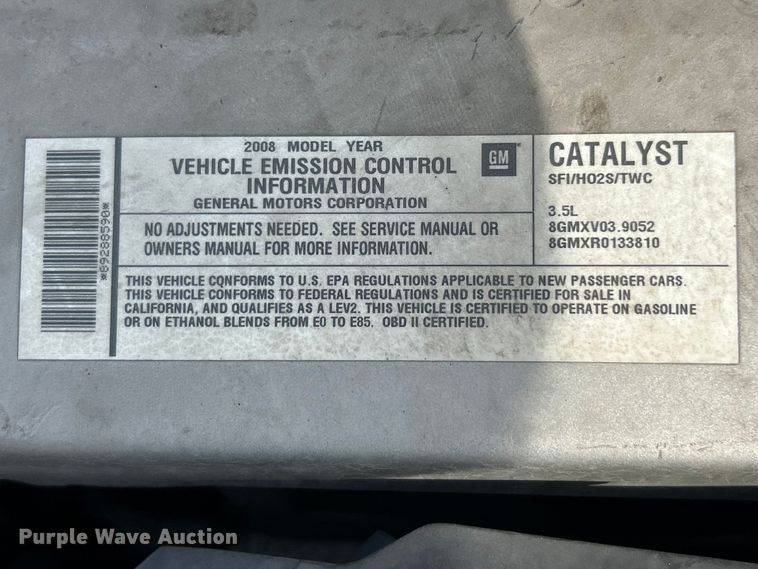 *89288590*
2008 MODEL YEAR
VEHICLE EMISSION CONTROL
INFORMATION
GENERAL MOTORS CORPORATION
GM
NO ADJUSTMENTS NEEDED. SEE SERVICE MANUAL OR
OWNERS MANUAL FOR MORE INFORMATION.
CATALYST
SFI/HO2S/TWC
3.5L
8GMXV03.9052
8GMXR0133810
THIS VEHICLE CONFORMS TO U.S. EPA REGULATIONS APPLICABLE TO NEW PASSENGER CARS.
THIS VEHICLE CONFORMS TO FEDERAL REGULATIONS AND IS CERTIFIED FOR SALE IN
CALIFORNIA, AND QUALIFIES AS A LEV2. THIS VEHICLE IS CERTIFIED TO OPERATE ON GASOLINE
OR ON ETHANOL BLENDS FROM E0 TO E85. OBD II CERTIFIED.
Purple Wave Auction